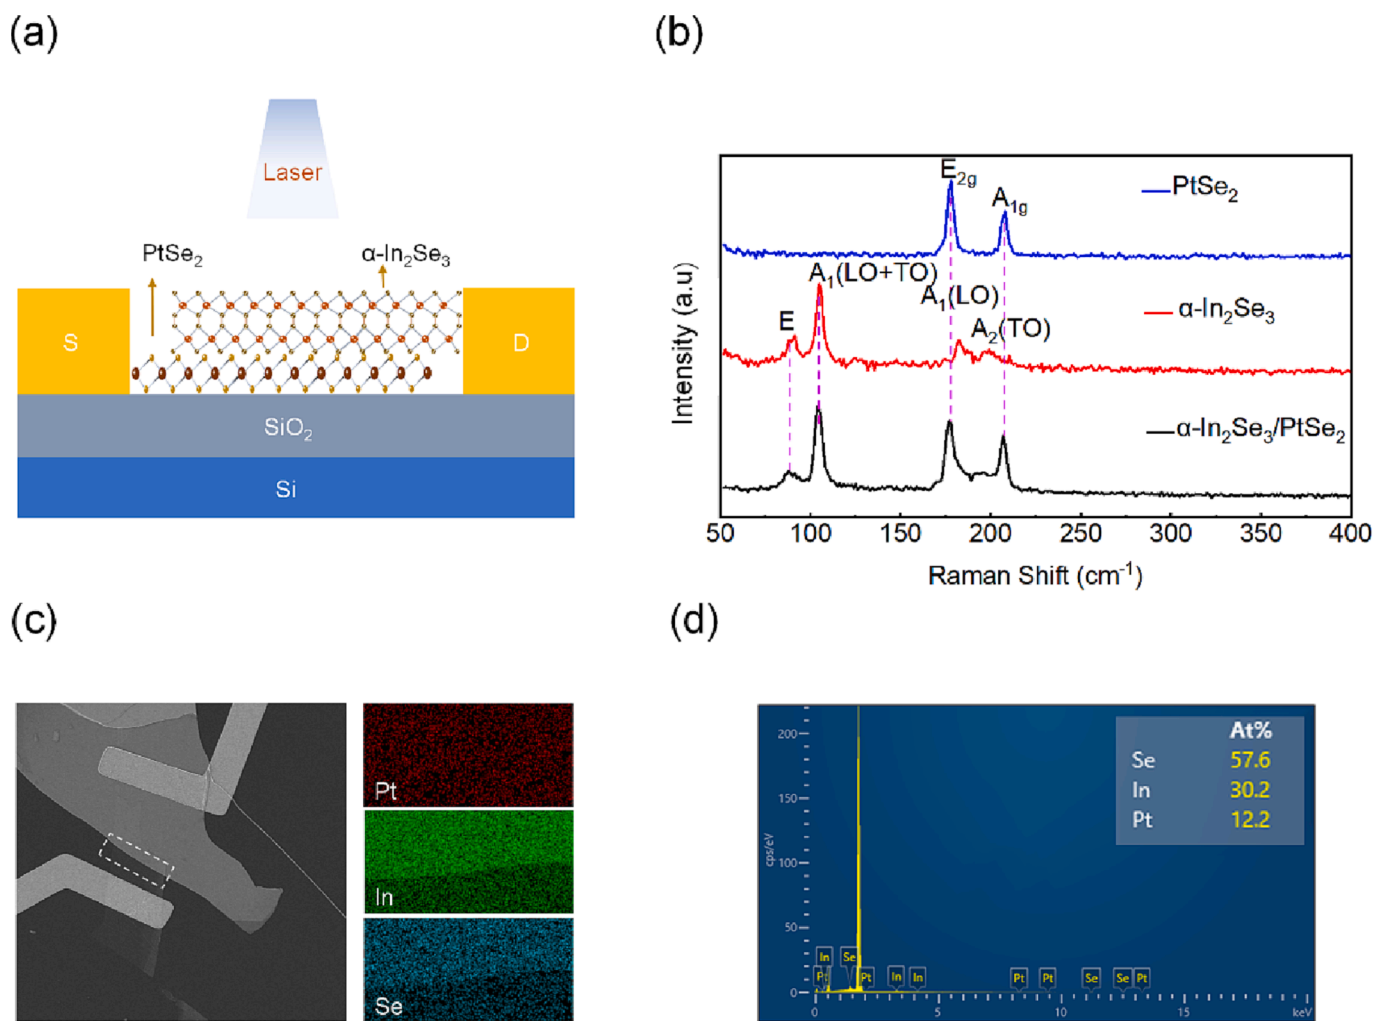 (a)
Laser
PtSe₂
α-In₂Se₃
S
D
SiO₂
Si
(b)
E₂g
A₁g
PtSe₂
A₁(LO+TO)
A₁(LO)
A₂(TO)
E
α-In₂Se₃
α-In₂Se₃/PtSe₂
Intensity (a.u)
50 100 150 200 250 300 350 400
Raman Shift (cm⁻¹)
(c)
Pt
In
Se
(d)
At%
Se 57.6
In 30.2
Pt 12.2
cps/eV
200
150
100
50
0
In Se
Pt Pt In In Pt Pt Se Se Pt
0 5 10 15 keV